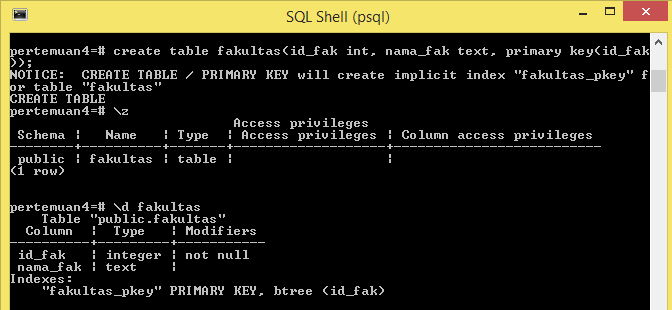 SQL Shell (psql)
pertemuan4=# create table fakultas(id_fak int, nama_fak text, primary key(id_fak
));
NOTICE:  CREATE TABLE / PRIMARY KEY will create implicit index "fakultas_pkey" f
or table "fakultas"
CREATE TABLE
pertemuan4=# \z
                            Access privileges
 Schema |   Name   | Type  | Access privileges | Column access privileges
--------+----------+-------+-------------------+--------------------------
 public | fakultas | table |                   |
(1 row)
pertemuan4=# \d fakultas
    Table "public.fakultas"
  Column  |  Type   | Modifiers
----------+---------+-----------
 id_fak   | integer | not null
 nama_fak | text    |
Indexes:
    "fakultas_pkey" PRIMARY KEY, btree (id_fak)